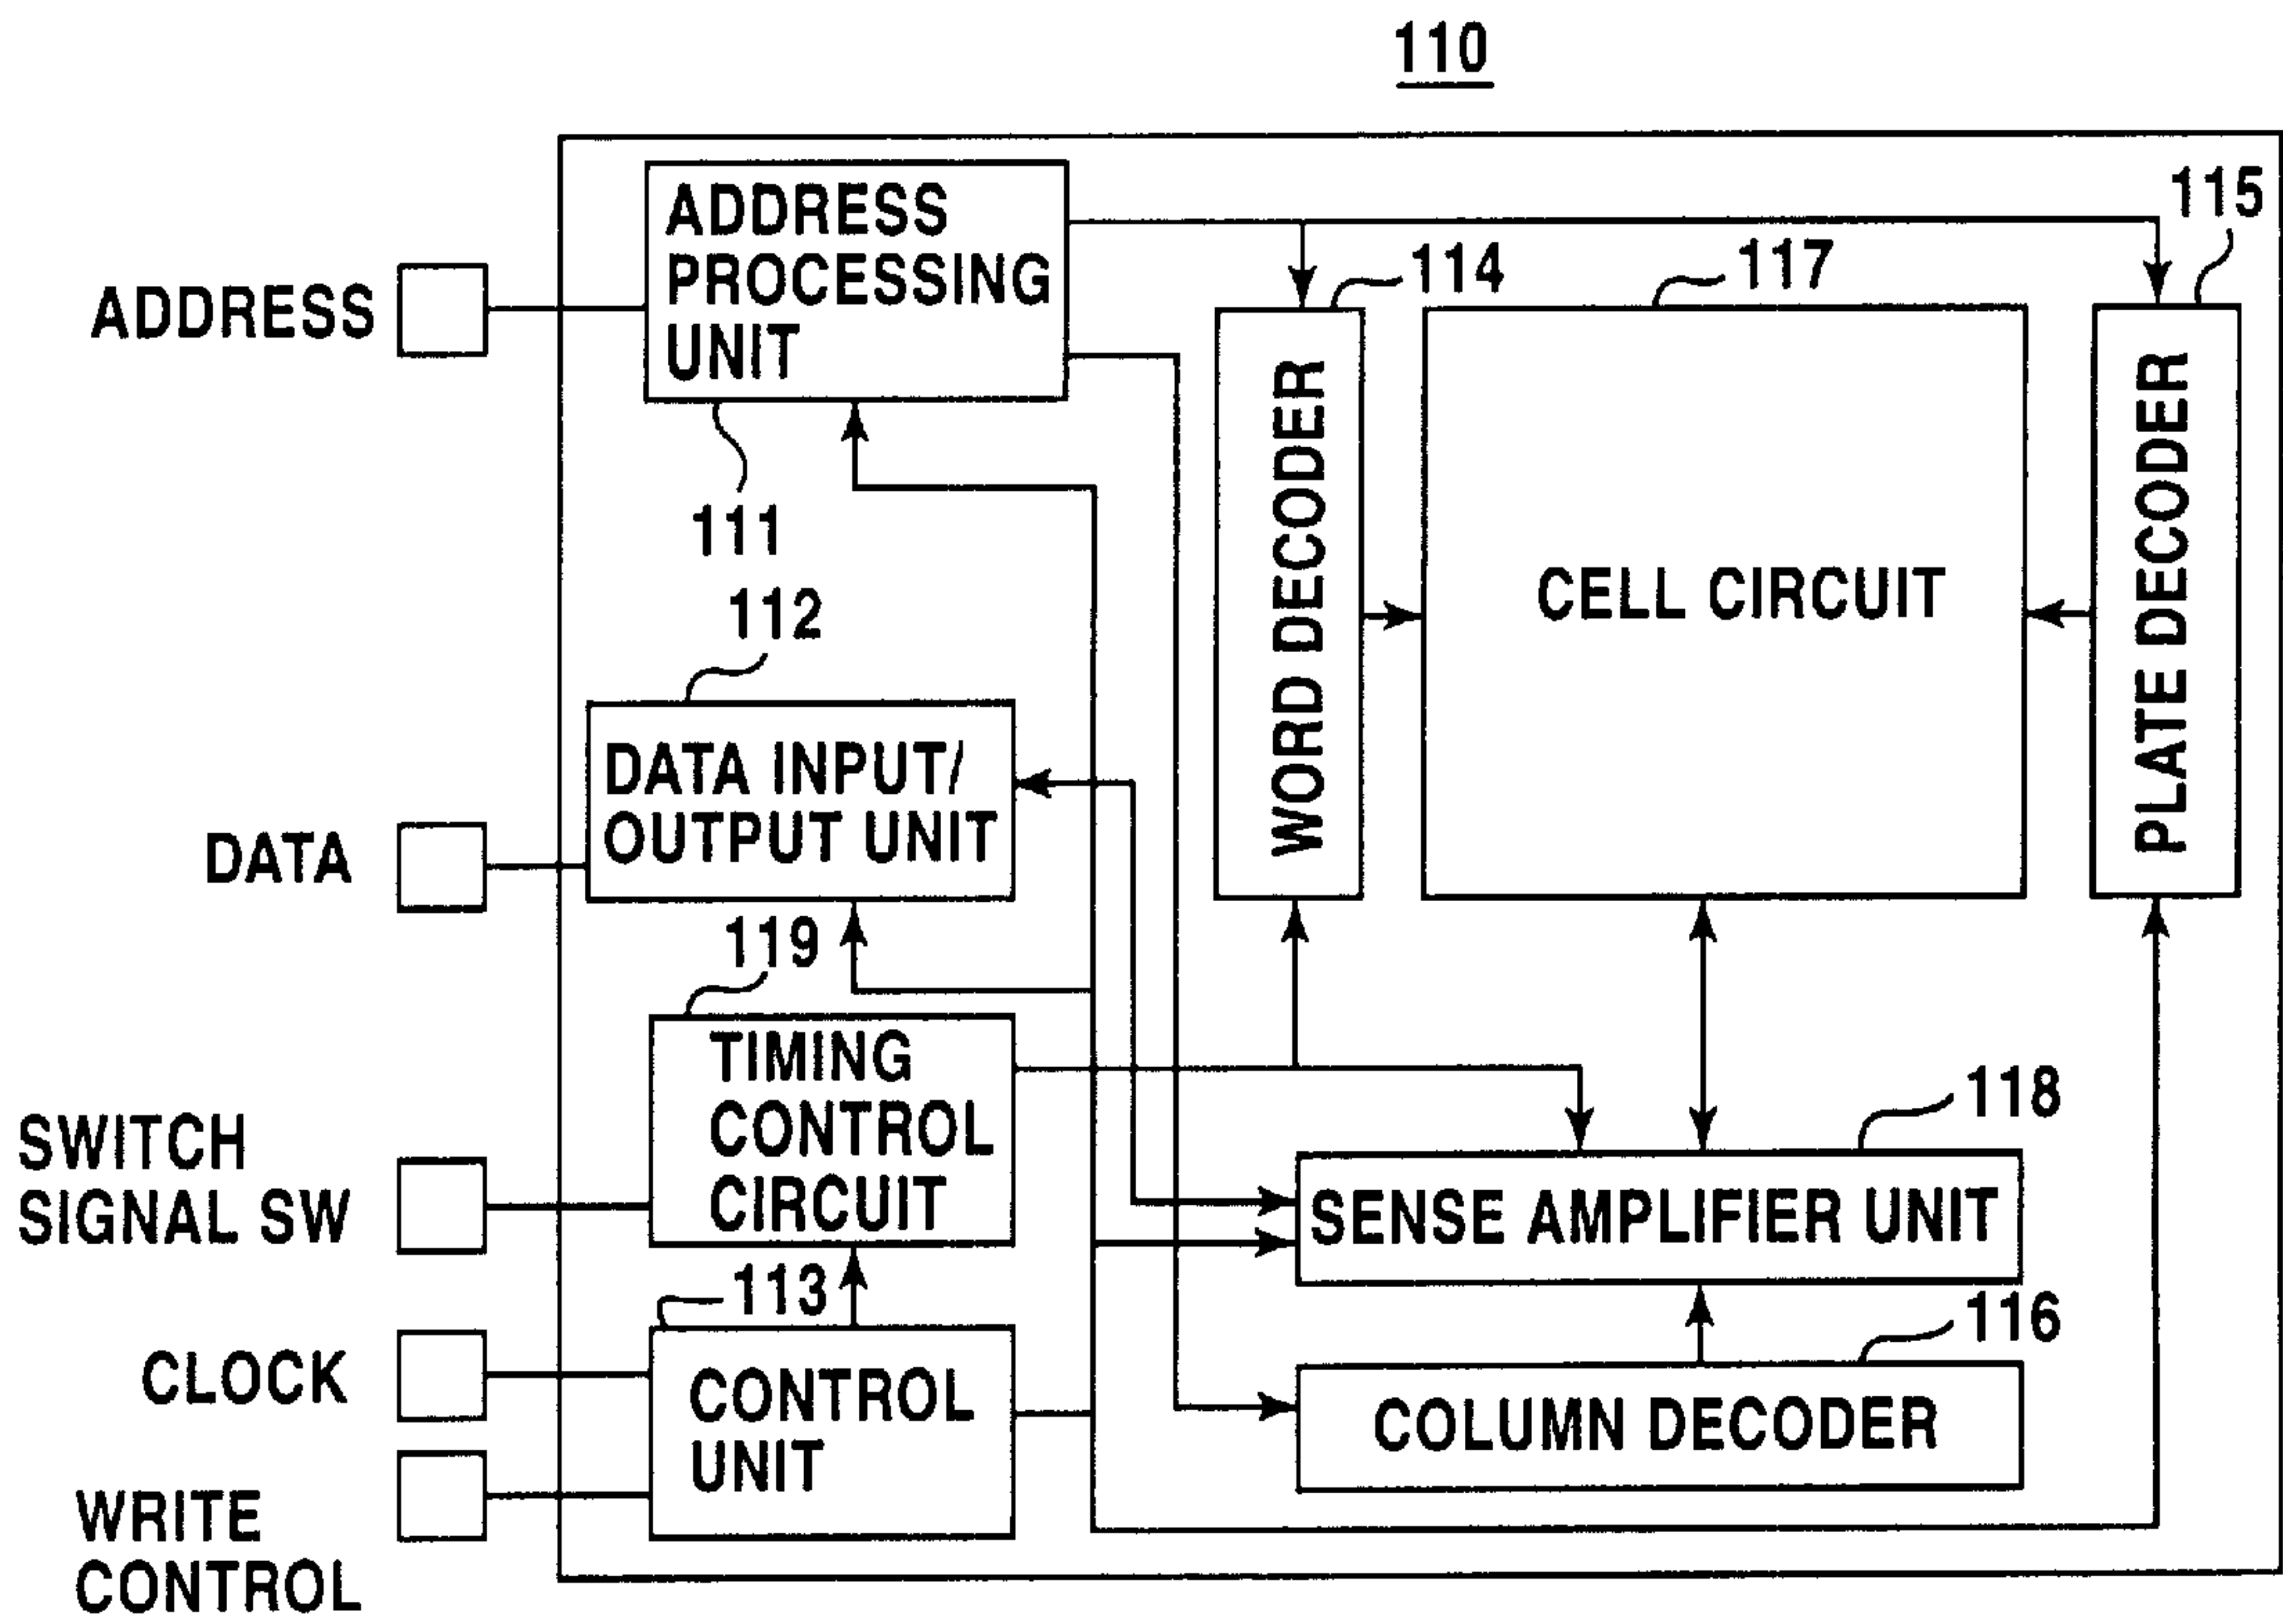 110
ADDRESS
PROCESSING
UNIT
115
114
117
ADDRESS
111
WORD DECODER
CELL CIRCUIT
PLATE DECODER
112
DATA INPUT/
OUTPUT UNIT
DATA
119
TIMING
CONTROL
CIRCUIT
SWITCH
SIGNAL SW
118
SENSE AMPLIFIER UNIT
113
116
CLOCK
CONTROL
UNIT
COLUMN DECODER
WRITE
CONTROL